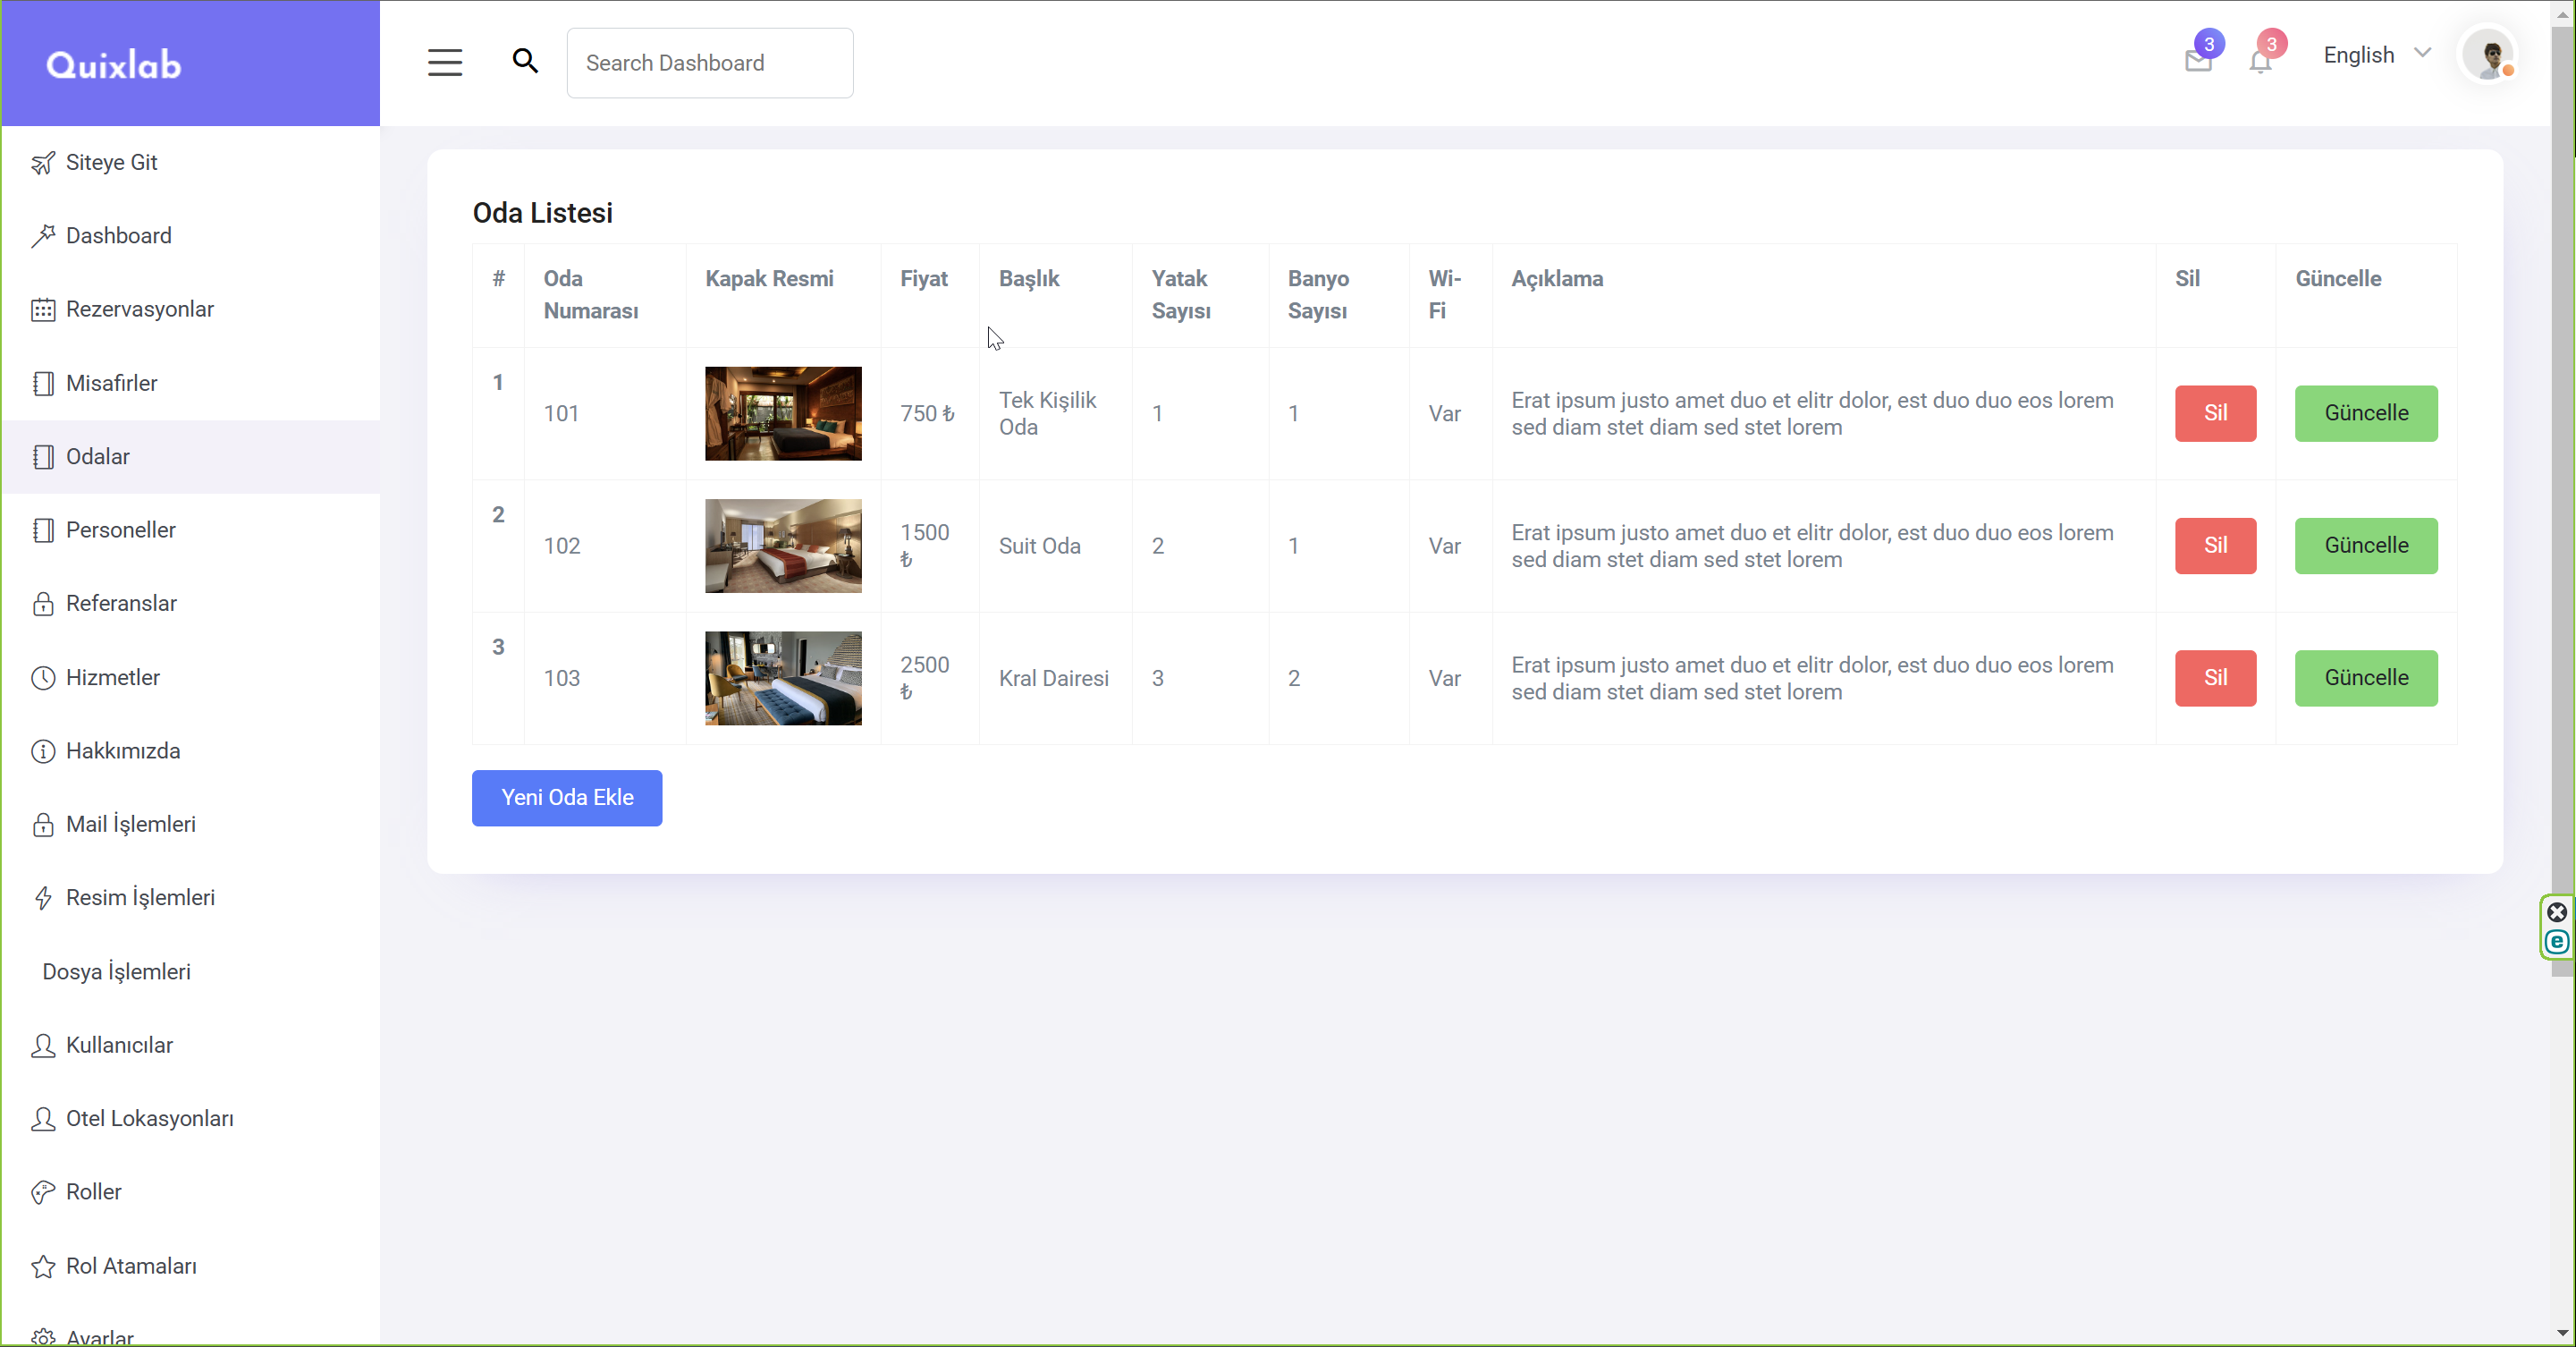 Quixlab
Search Dashboard
3
3
English
Siteye Git
Dashboard
Rezervasyonlar
Misafirler
Odalar
Personeller
Referanslar
Hizmetler
Hakkımızda
Mail İşlemleri
Resim İşlemleri
Dosya İşlemleri
Kullanıcılar
Otel Lokasyonları
Roller
Rol Atamaları
Ayarlar
Oda Listesi
# Oda Kapak Resmi Fiyat Başlık Yatak Banyo Wi- Açıklama Sil Güncelle
Numarası Sayısı Sayısı Fi
1
101 750 ₺ Tek Kişilik 1 1 Var Erat ipsum justo amet duo et elitr dolor, est duo duo eos lorem Sil Güncelle
Oda sed diam stet diam sed stet lorem
2
102 1500 Suit Oda 2 1 Var Erat ipsum justo amet duo et elitr dolor, est duo duo eos lorem Sil Güncelle
₺ sed diam stet diam sed stet lorem
3
103 2500 Kral Dairesi 3 2 Var Erat ipsum justo amet duo et elitr dolor, est duo duo eos lorem Sil Güncelle
₺ sed diam stet diam sed stet lorem
Yeni Oda Ekle